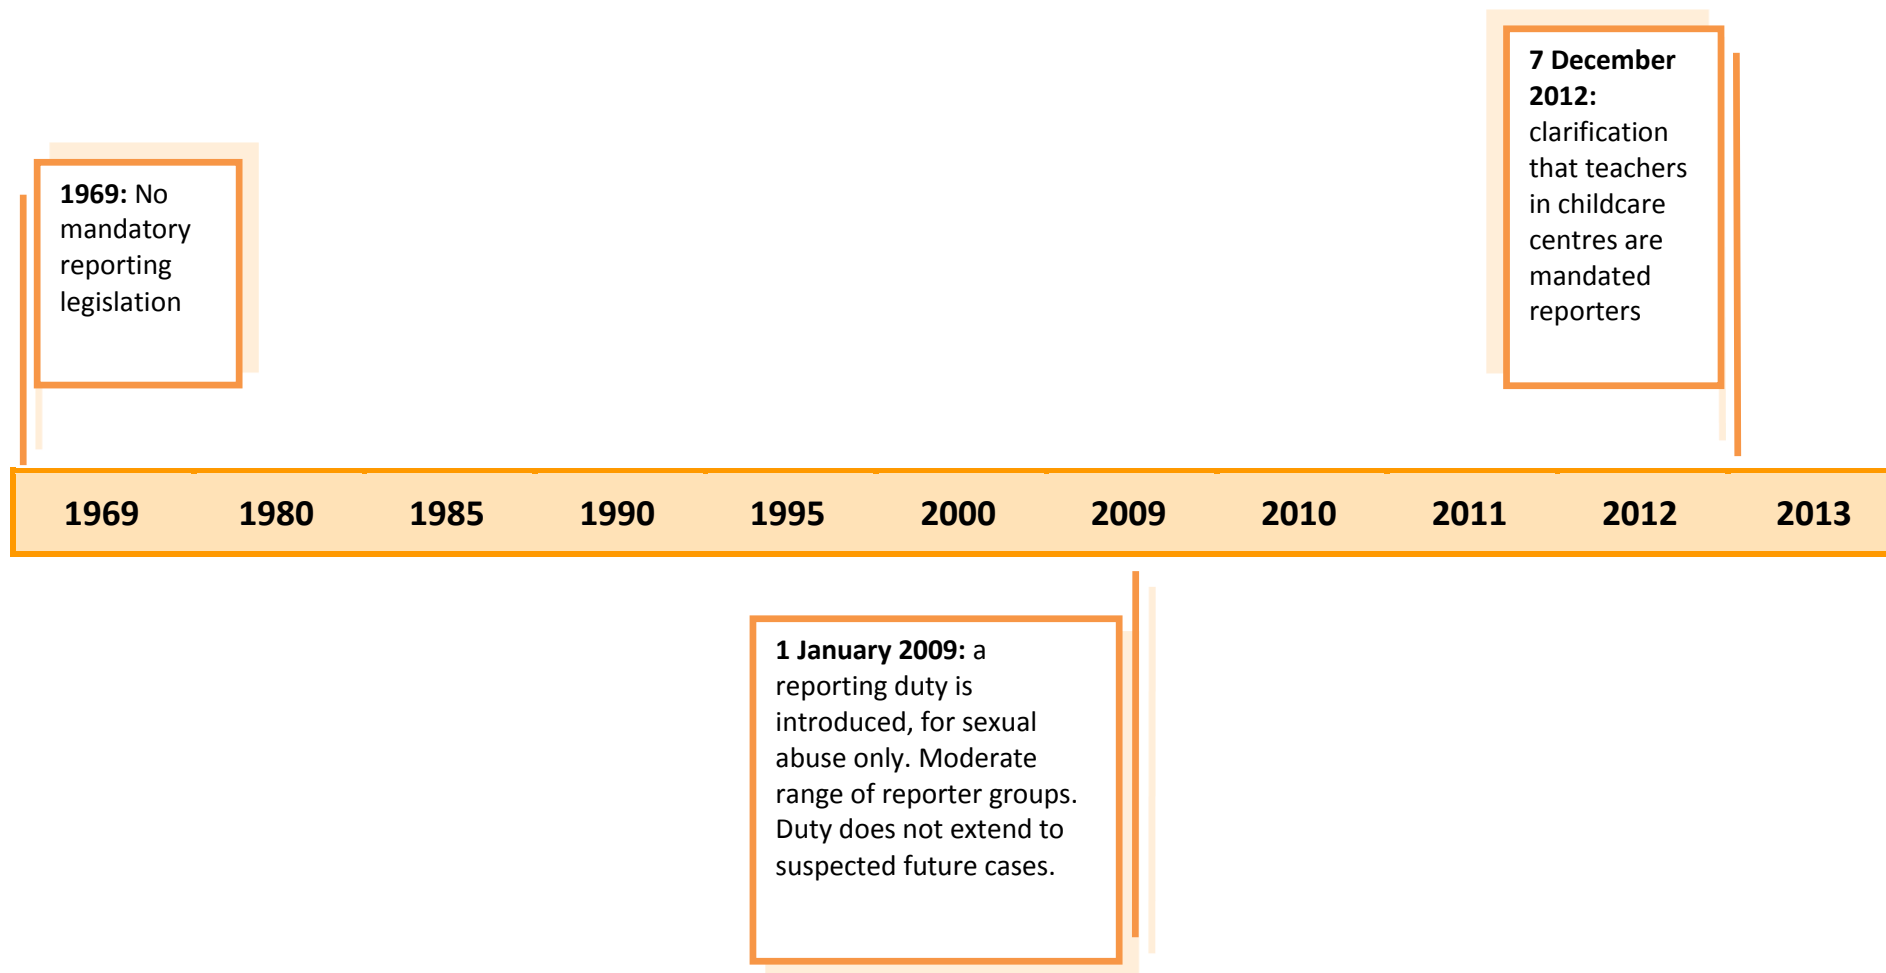 7 December
2012:
clarification
that teachers
in childcare
centres are
mandated
reporters
1969: No
mandatory
reporting
legislation
1969 1980 1985 1990 1995 2000 2009 2010 2011 2012 2013
1 January 2009: a
reporting duty is
introduced, for sexual
abuse only. Moderate
range of reporter groups.
Duty does not extend to
suspected future cases.